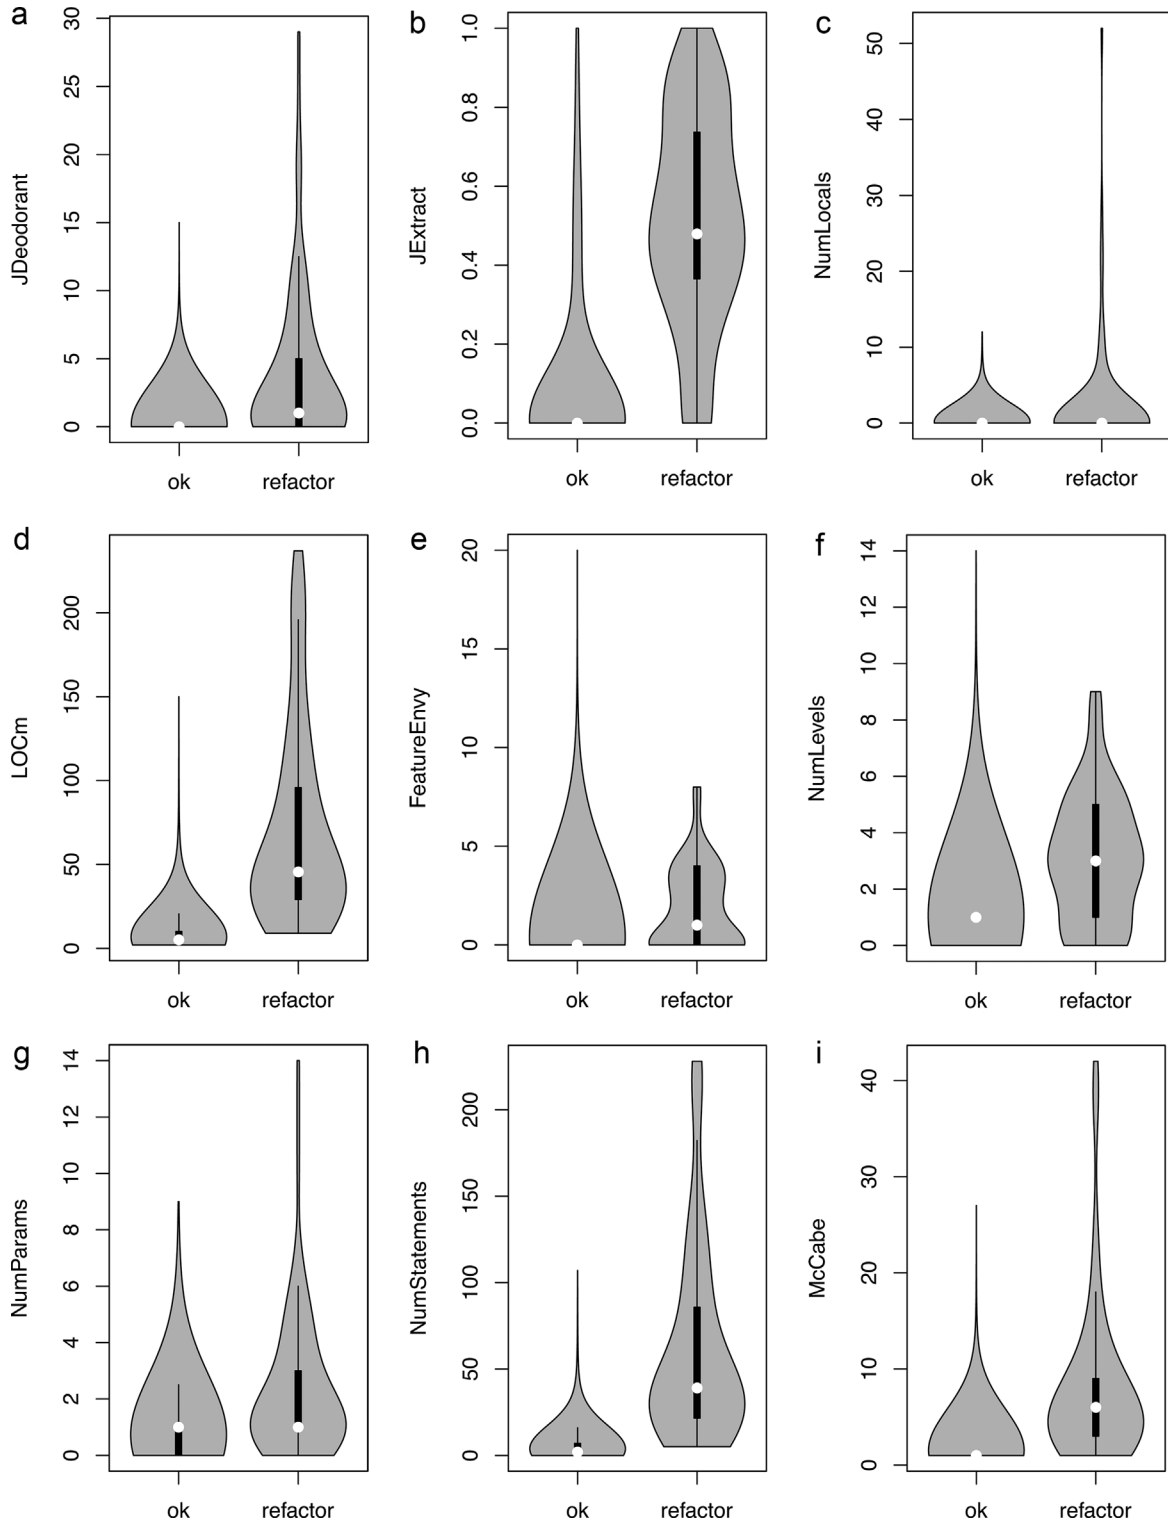 a
JDeodorant
0 5 10 15 20 25 30
ok refactor
b
JExtract
0.0 0.2 0.4 0.6 0.8 1.0
ok refactor
c
NumLocals
0 10 20 30 40 50
ok refactor
d
LOCm
0 50 100 150 200
ok refactor
e
FeatureEnvy
0 5 10 15 20
ok refactor
f
NumLevels
0 2 4 6 8 10 12 14
ok refactor
g
NumParams
0 2 4 6 8 10 12 14
ok refactor
h
NumStatements
0 50 100 150 200
ok refactor
i
McCabe
0 10 20 30 40
ok refactor